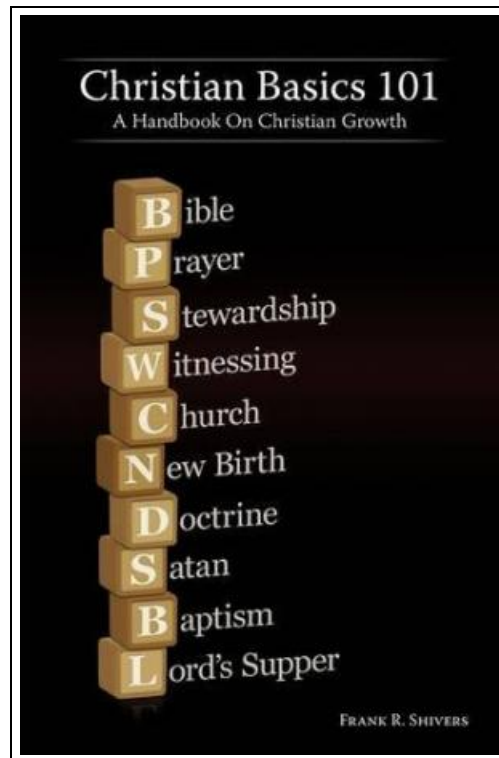 Christian Basics 101
A Handbook On Christian Growth
Bible
Prayer
Stewardship
Witnessing
Church
New Birth
Doctrine
Satan
Baptism
Lord's Supper
FRANK R. SHIVERS